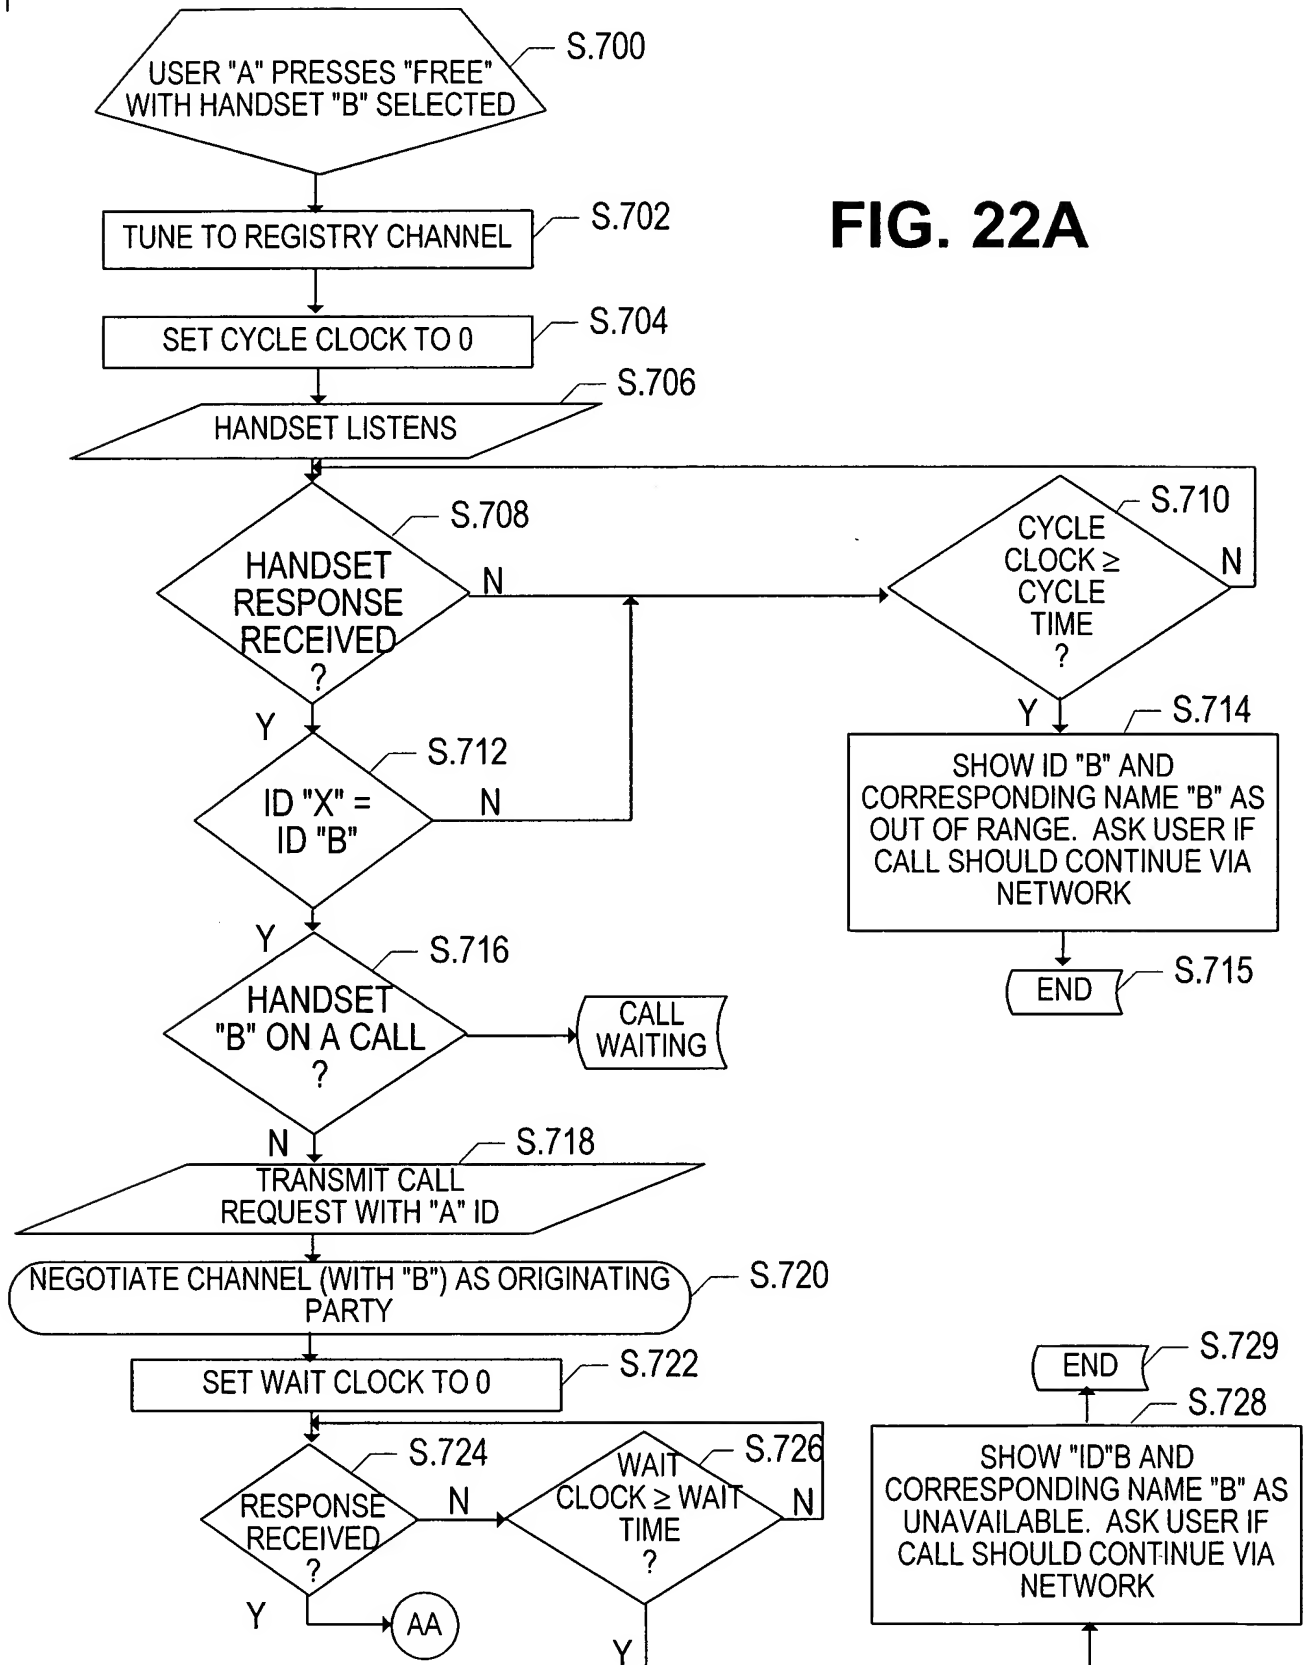 S.700
USER "A" PRESSES "FREE"
WITH HANDSET "B" SELECTED
FIG. 22A
S.702
TUNE TO REGISTRY CHANNEL
S.704
SET CYCLE CLOCK TO 0
S.706
HANDSET LISTENS
S.708
HANDSET
RESPONSE
RECEIVED
?
N
Y
S.710
CYCLE
CLOCK ≥
CYCLE
TIME
?
N
Y
S.712
ID "X" =
ID "B"
N
Y
S.714
SHOW ID "B" AND
CORRESPONDING NAME "B" AS
OUT OF RANGE. ASK USER IF
CALL SHOULD CONTINUE VIA
NETWORK
S.715
END
S.716
HANDSET
"B" ON A CALL
?
N
CALL
WAITING
S.718
TRANSMIT CALL
REQUEST WITH "A" ID
NEGOTIATE CHANNEL (WITH "B") AS ORIGINATING
PARTY
S.720
S.722
SET WAIT CLOCK TO 0
S.724
RESPONSE
RECEIVED
?
N
Y
AA
S.726
WAIT
CLOCK ≥ WAIT
TIME
?
N
Y
S.729
END
S.728
SHOW "ID"B AND
CORRESPONDING NAME "B" AS
UNAVAILABLE. ASK USER IF
CALL SHOULD CONTINUE VIA
NETWORK